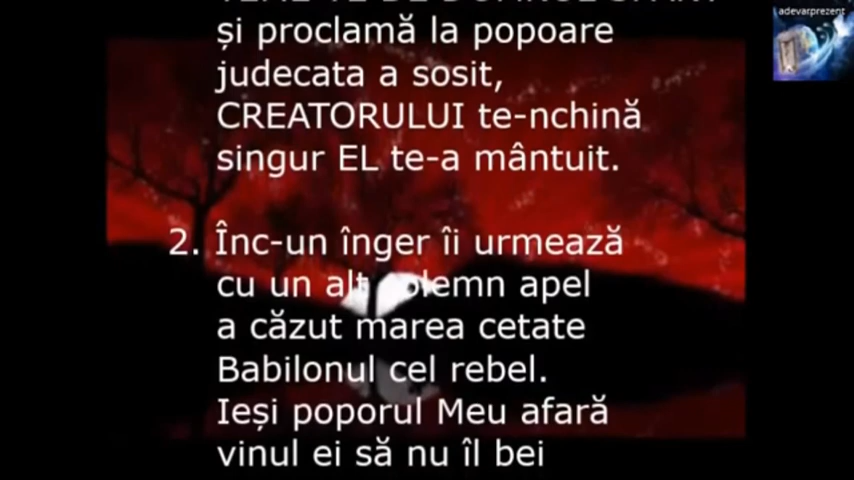 adevarprezent
și proclamă la popoare
judecata a sosit,
CREATORULUI te-nchină
singur EL te-a mântuit.
2. Înc-un înger îi urmează
cu un alt solemn apel
a căzut marea cetate
Babilonul cel rebel.
Ieși poporul Meu afară
vinul ei să nu îl bei